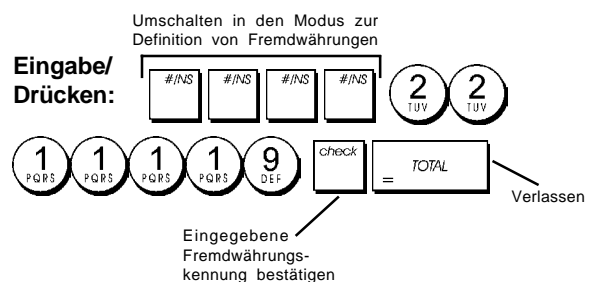 Umschalten in den Modus zur
Definition von Fremdwährungen
Eingabe/
Drücken:
#/NS #/NS #/NS #/NS 2 TUV 2 TUV
1 PQRS 1 PQRS 1 PQRS 1 PQRS 9 DEF check = TOTAL
Verlassen
Eingegebene
Fremdwährungs-
kennung bestätigen